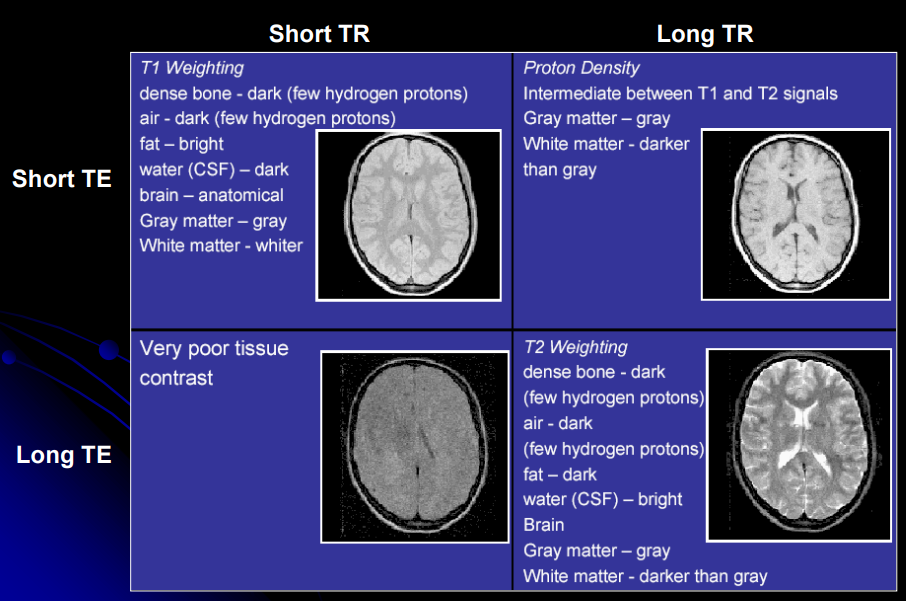 Short TR
Long TR
Short TE
T1 Weighting
dense bone - dark (few hydrogen protons)
air - dark (few hydrogen protons)
fat – bright
water (CSF) – dark
brain – anatomical
Gray matter – gray
White matter - whiter
Proton Density
Intermediate between T1 and T2 signals
Gray matter – gray
White matter - darker
than gray
Long TE
Very poor tissue
contrast
T2 Weighting
dense bone - dark
(few hydrogen protons)
air - dark
(few hydrogen protons)
fat – dark
water (CSF) – bright
Brain
Gray matter – gray
White matter - darker than gray